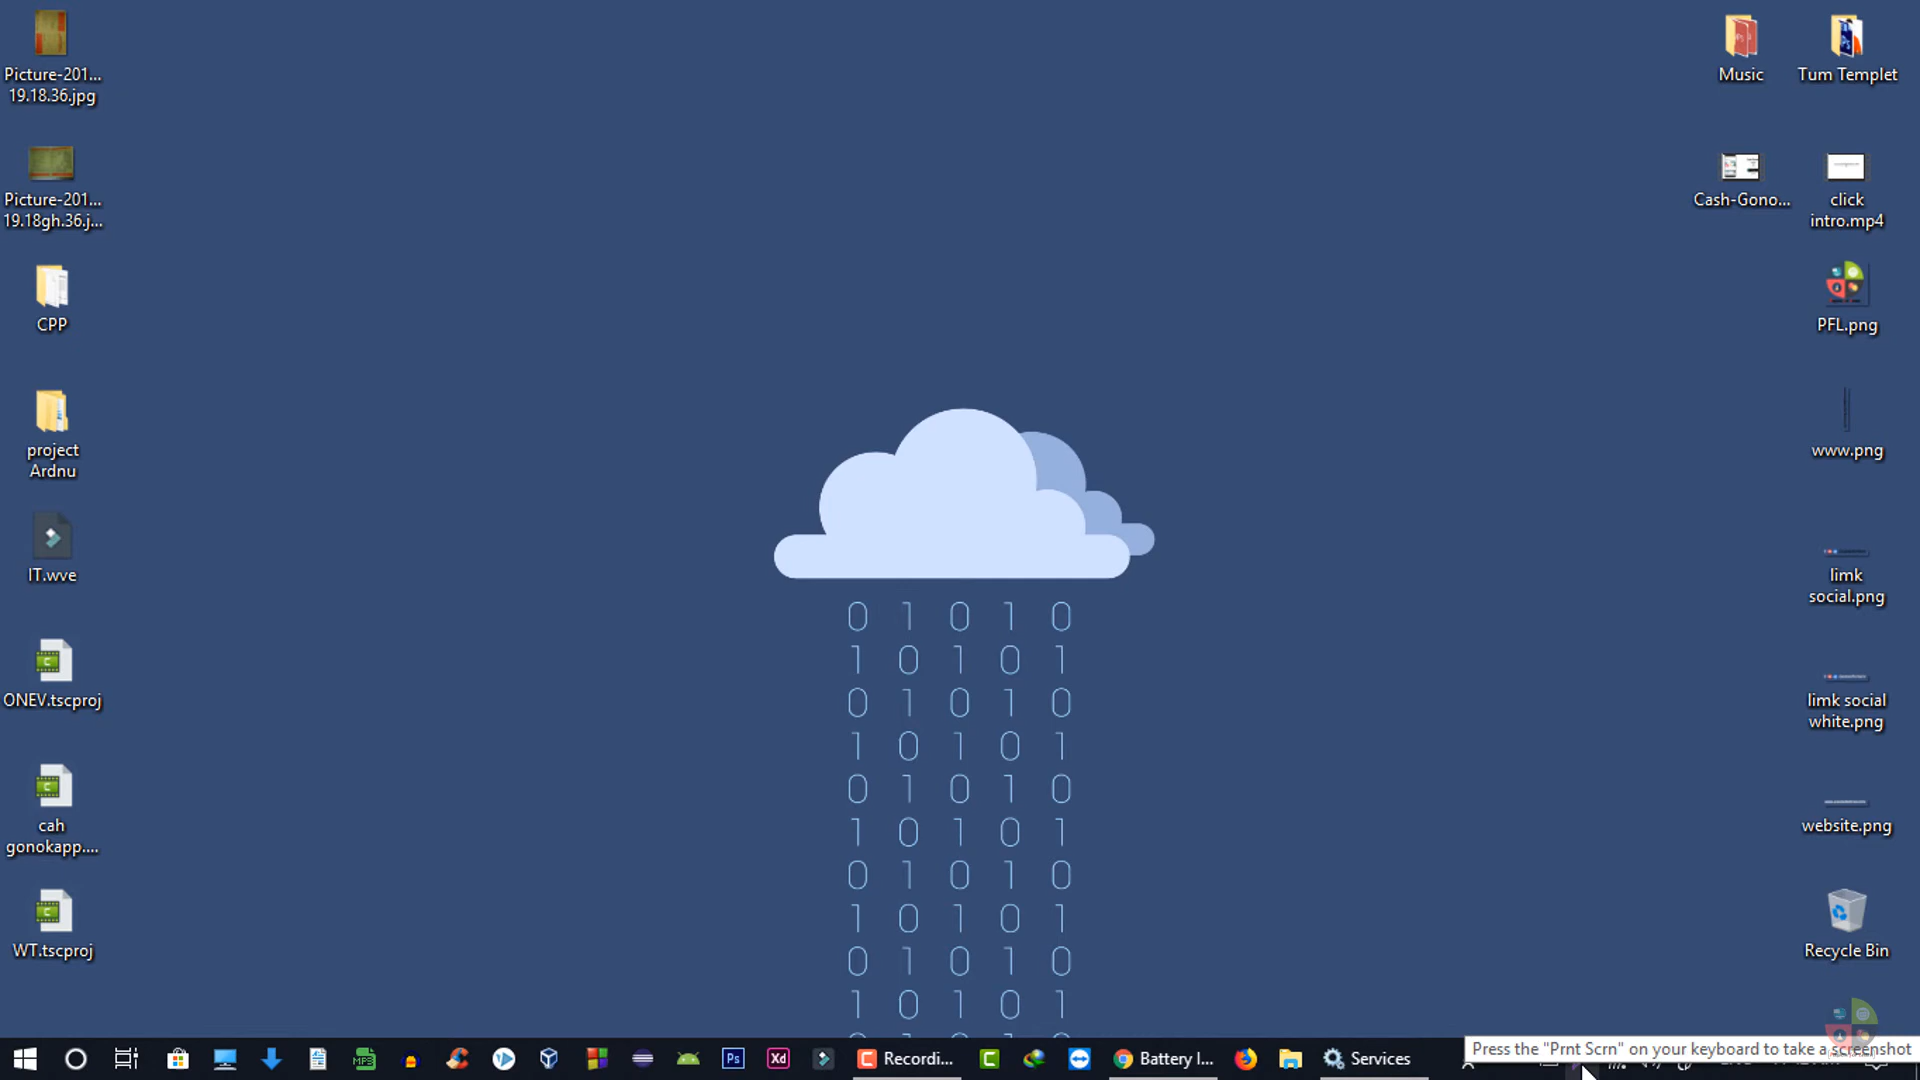 Picture-201...
19.18.36.jpg
Picture-201...
19.18gh.36.j...
CPP
project
Ardnu
IT.wve
ONEV.tscproj
cah
gonokapp....
WT.tscproj
Music
Tum Templet
Cash-Gono...
click
intro.mp4
PFL.png
www.png
limk
social.png
limk social
white.png
website.png
Recycle Bin
0 1 0 1 0
1 0 1 0 1
0 1 0 1 0
1 0 1 0 1
0 1 0 1 0
1 0 1 0 1
0 1 0 1 0
1 0 1 0 1
0 1 0 1 0
1 0 1 0 1
MP3
Ps
Xd
Recordi...
Battery I...
Services
Press the "Prnt Scrn" on your keyboard to take a screenshot